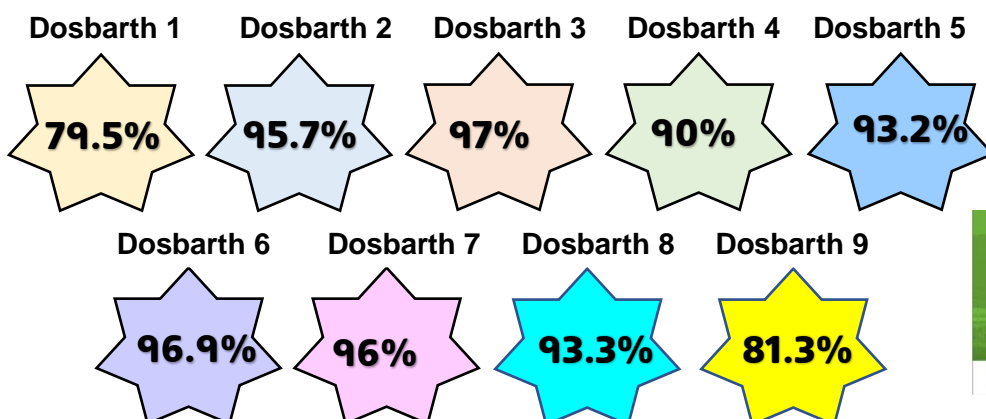 Dosbarth 1 Dosbarth 2 Dosbarth 3 Dosbarth 4 Dosbarth 5
79.5% 95.7% 97% 90% 93.2%
Dosbarth 6 Dosbarth 7 Dosbarth 8 Dosbarth 9
96.9% 96% 93.3% 81.3%